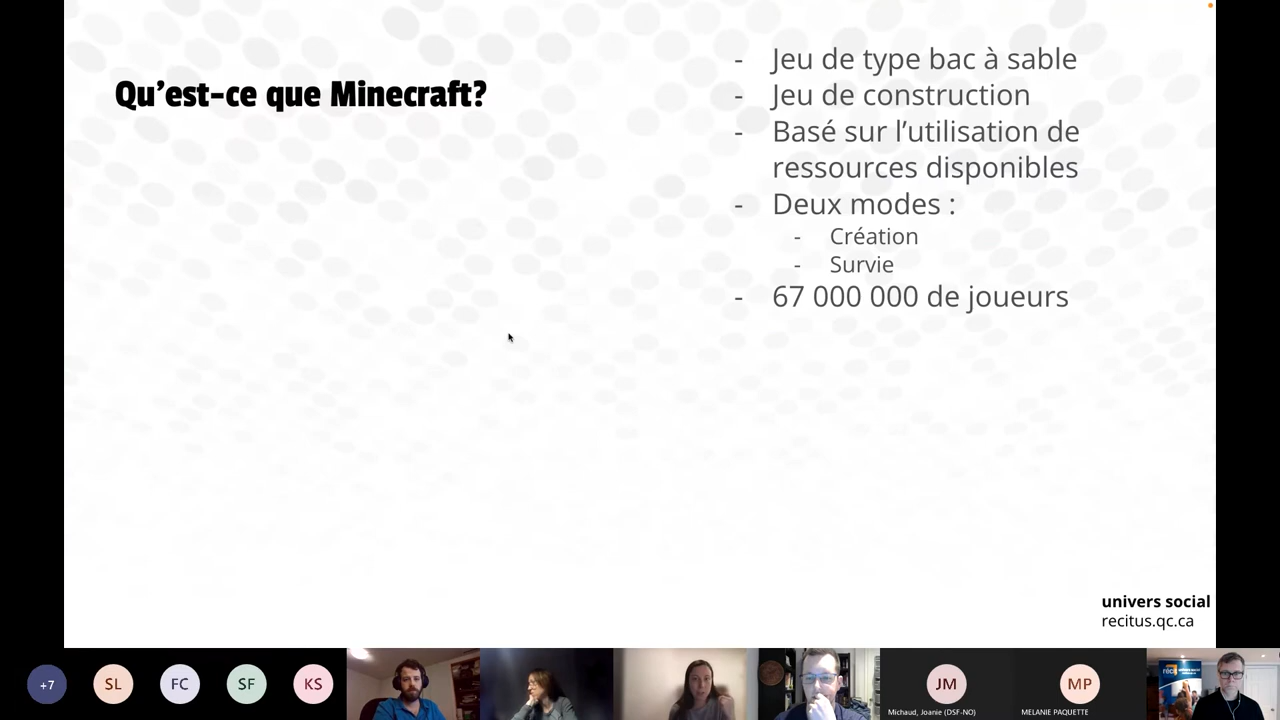 Qu'est-ce que Minecraft?
- Jeu de type bac à sable
- Jeu de construction
- Basé sur l'utilisation de
ressources disponibles
- Deux modes :
- Création
- Survie
- 67 000 000 de joueurs
univers social
recitus.qc.ca
+7
SL
FC
SF
KS
JM
MP
Michaud, Joanie (DSF-NO)
MELANIE PAQUETTE